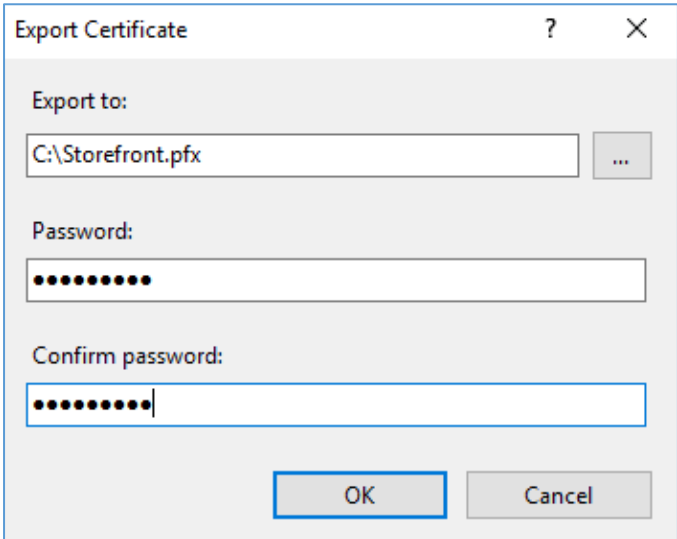 Export Certificate ? ×
Export to:
C:\Storefront.pfx ...
Password:
●●●●●●●●●
Confirm password:
●●●●●●●●●
OK Cancel